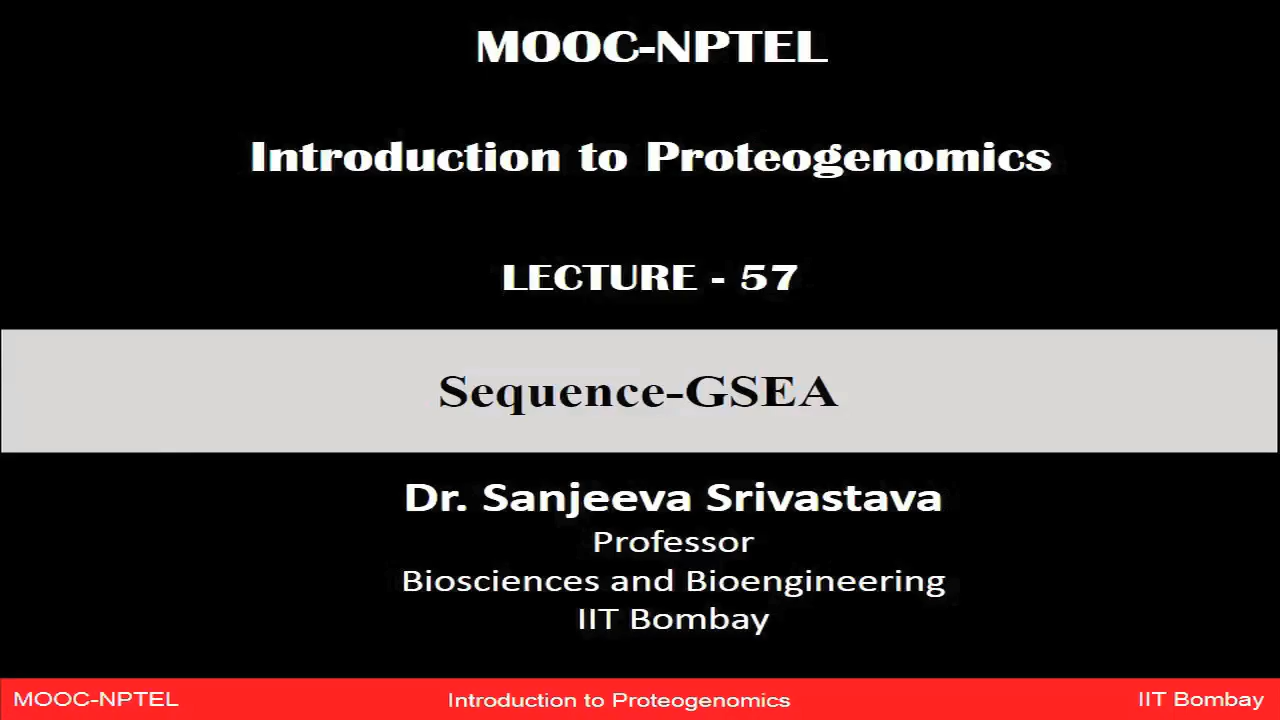 MOOC-NPTEL
Introduction to Proteogenomics
LECTURE - 57
Sequence-GSEA
Dr. Sanjeeva Srivastava
Professor
Biosciences and Bioengineering
IIT Bombay
MOOC-NPTEL Introduction to Proteogenomics IIT Bombay